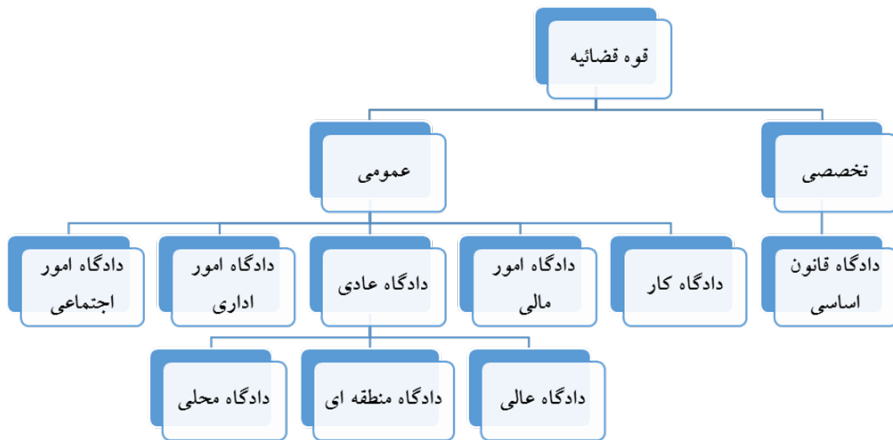 قوه قضائیه
تخصصی
عمومی
دادگاه قانون
اساسی
دادگاه کار
دادگاه امور
مالی
دادگاه عادی
دادگاه امور
اداری
دادگاه امور
اجتماعی
دادگاه عالی
دادگاه منطقه ای
دادگاه محلی